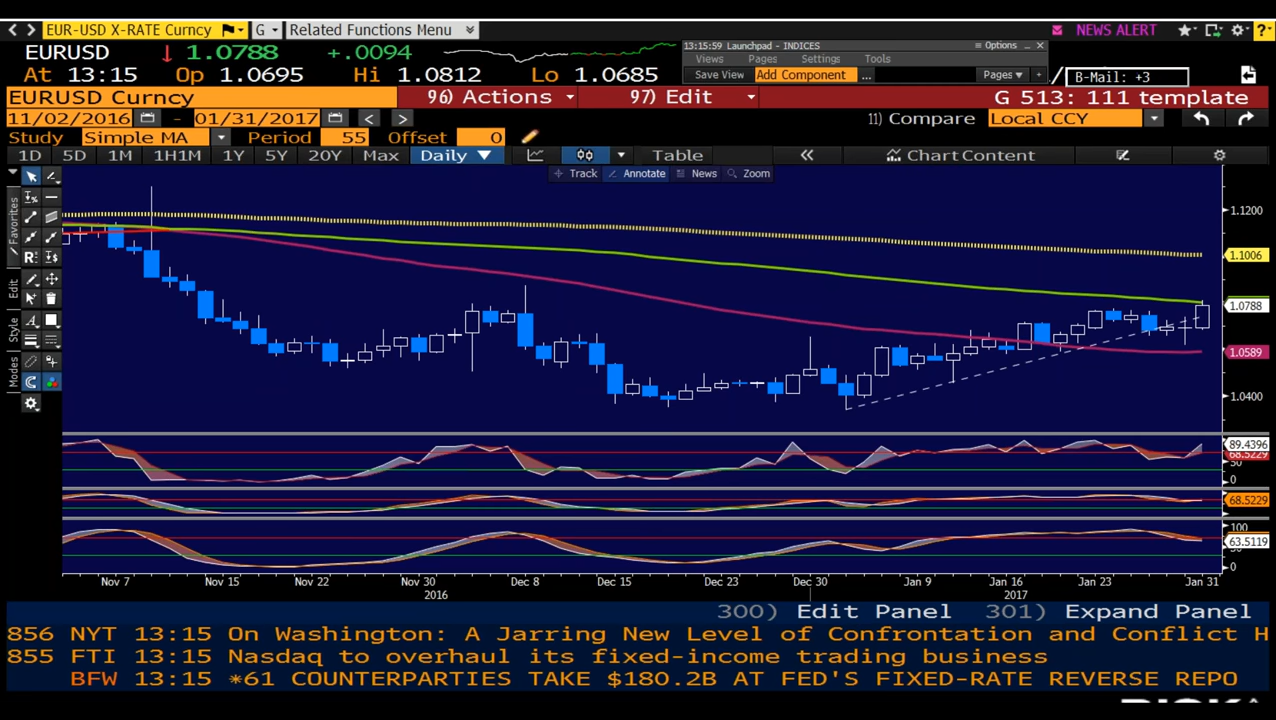 EUR-USD X-RATE Curncy G Related Functions Menu NEWS ALERT
EURUSD ↓ 1.0788 +.0094
13:15:59 Launchpad - INDICES Options
Views Pages Settings Tools
At 13:15 Op 1.0695 Hi 1.0812 Lo 1.0685
Save View Add Component ... Pages + B-Mail: +3
EURUSD Curncy 96) Actions 97) Edit G 513: 111 template
11/02/2016 - 01/31/2017 < > 11) Compare Local CCY
Study Simple MA Period 55 Offset 0
1D 5D 1M 1H1M 1Y 5Y 20Y Max Daily ▼ Table « Chart Content
Track Annotate News Zoom
Favorites
Edit
Style
Modes
1.1200
1.1006
1.0788
1.0589
1.0400
89.4396
68.5229
50
0
68.5229
100
63.5119
0
Nov 7 Nov 15 Nov 22 Nov 30 Dec 8 Dec 15 Dec 23 Dec 30 Jan 9 Jan 16 Jan 23 Jan 31
2016 2017
300) Edit Panel 301) Expand Panel
856 NYT 13:15 On Washington: A Jarring New Level of Confrontation and Conflict H
855 FTI 13:15 Nasdaq to overhaul its fixed-income trading business
BFW 13:15 *61 COUNTERPARTIES TAKE $180.2B AT FED'S FIXED-RATE REVERSE REPO